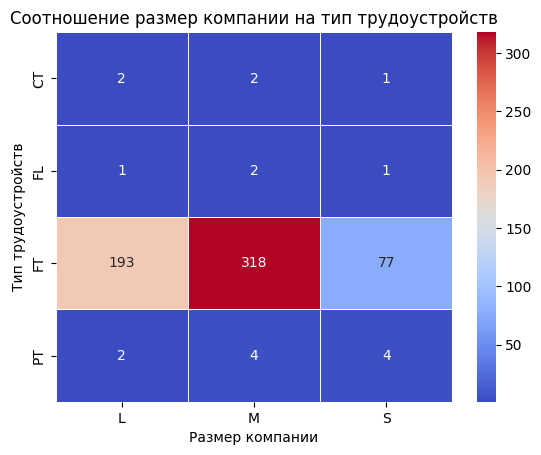 Соотношение размер компании на тип трудоустройств
Тип трудоустройств
CT 2 2 1
FL 1 2 1
FT 193 318 77
PT 2 4 4
L M S
Размер компании
300
250
200
150
100
50